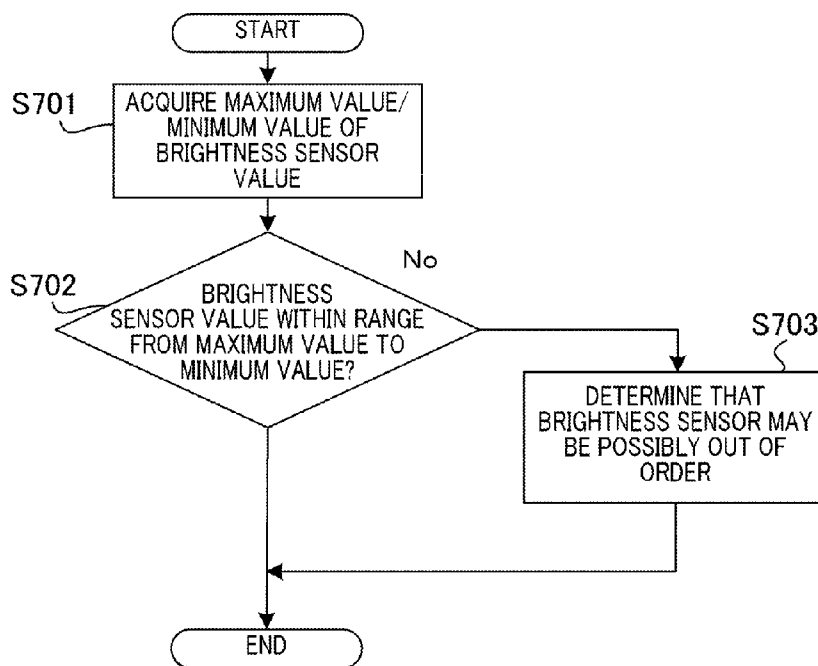 START
S701
ACQUIRE MAXIMUM VALUE/
MINIMUM VALUE OF
BRIGHTNESS SENSOR
VALUE
No
S702
BRIGHTNESS
SENSOR VALUE WITHIN RANGE
FROM MAXIMUM VALUE TO
MINIMUM VALUE?
S703
DETERMINE THAT
BRIGHTNESS SENSOR MAY
BE POSSIBLY OUT OF
ORDER
END